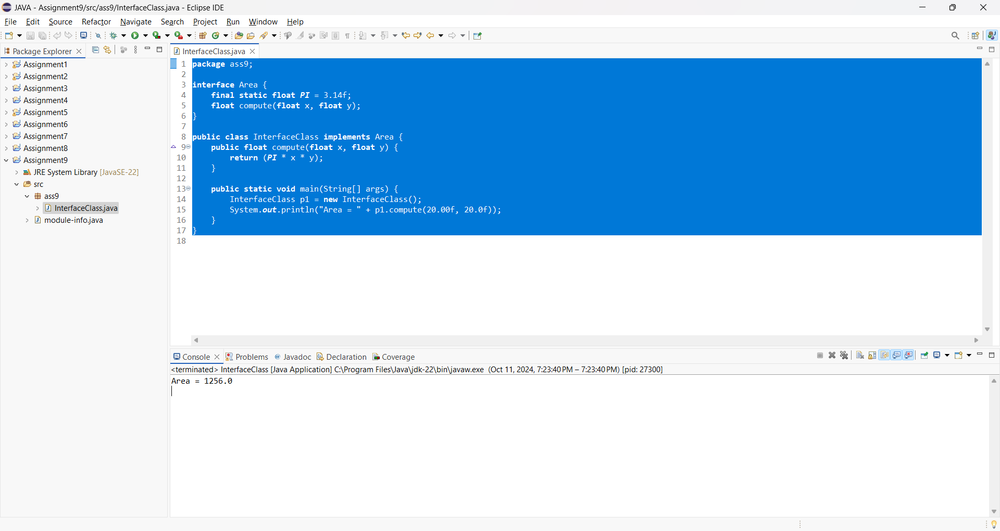 JAVA - Assignment9/src/ass9/InterfaceClass.java - Eclipse IDE
File Edit Source Refactor Navigate Search Project Run Window Help
Package Explorer
Assignment1
Assignment2
Assignment3
Assignment4
Assignment5
Assignment6
Assignment7
Assignment8
Assignment9
JRE System Library [JavaSE-22]
src
ass9
InterfaceClass.java
module-info.java
InterfaceClass.java
1 package ass9;
2
3 interface Area {
4     final static float PI = 3.14f;
5     float compute(float x, float y);
6 }
7
8 public class InterfaceClass implements Area {
9     public float compute(float x, float y) {
10         return (PI * x * y);
11     }
12
13     public static void main(String[] args) {
14         InterfaceClass p1 = new InterfaceClass();
15         System.out.println("Area = " + p1.compute(20.00f, 20.0f));
16     }
17 }
18
Console Problems @ Javadoc Declaration Coverage
<terminated> InterfaceClass [Java Application] C:\Program Files\Java\jdk-22\bin\javaw.exe (Oct 11, 2024, 7:23:40 PM – 7:23:40 PM) [pid: 27300]
Area = 1256.0